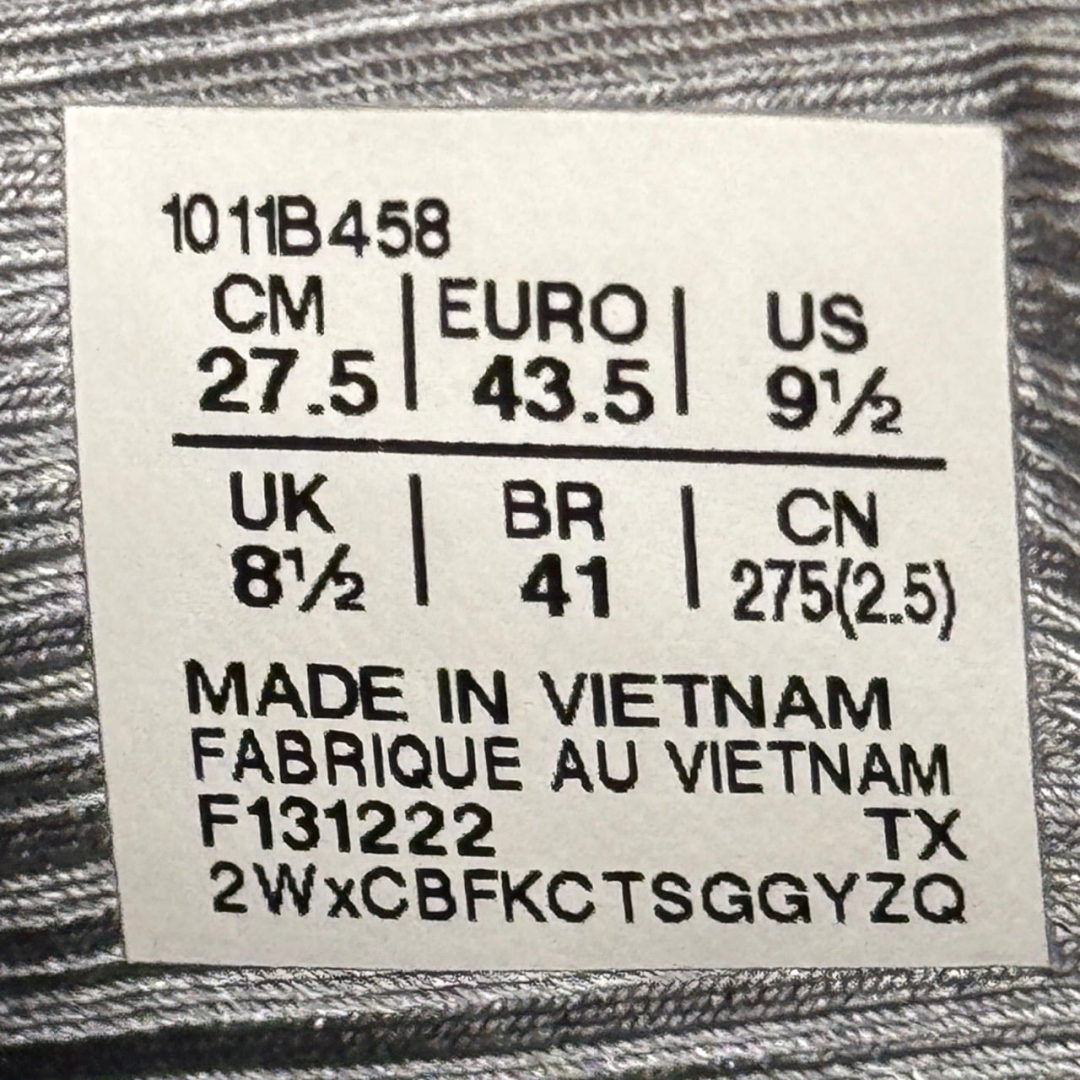 1011B458
CM | EURO | US
27.5 | 43.5 | 9½
UK | BR | CN
8½ | 41 | 275(2.5)
MADE IN VIETNAM
FABRIQUE AU VIETNAM
F131222 TX
2WxCBFKCTSGGYZQ